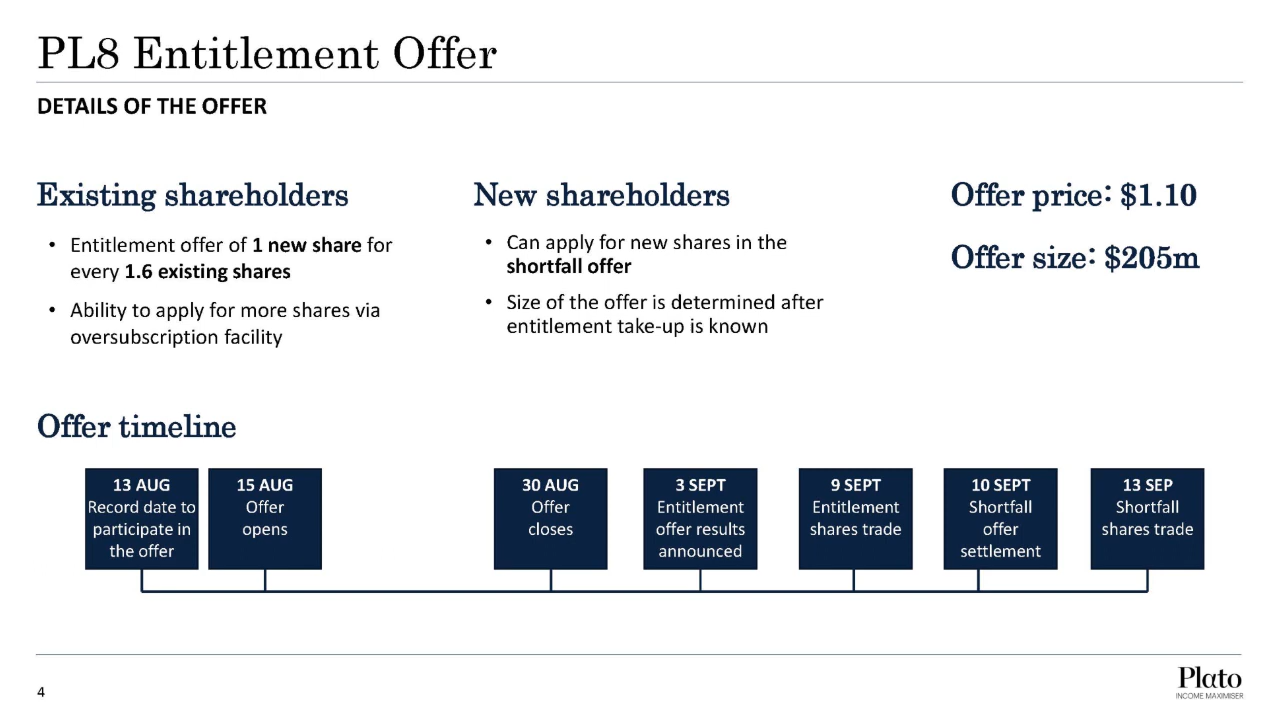 PL8 Entitlement Offer
DETAILS OF THE OFFER
Existing shareholders
• Entitlement offer of 1 new share for
every 1.6 existing shares
• Ability to apply for more shares via
oversubscription facility
New shareholders
• Can apply for new shares in the
shortfall offer
• Size of the offer is determined after
entitlement take-up is known
Offer price: $1.10
Offer size: $205m
Offer timeline
13 AUG
Record date to
participate in
the offer
15 AUG
Offer
opens
30 AUG
Offer
closes
3 SEPT
Entitlement
offer results
announced
9 SEPT
Entitlement
shares trade
10 SEPT
Shortfall
offer
settlement
13 SEP
Shortfall
shares trade
4
Plato
INCOME MAXIMISER